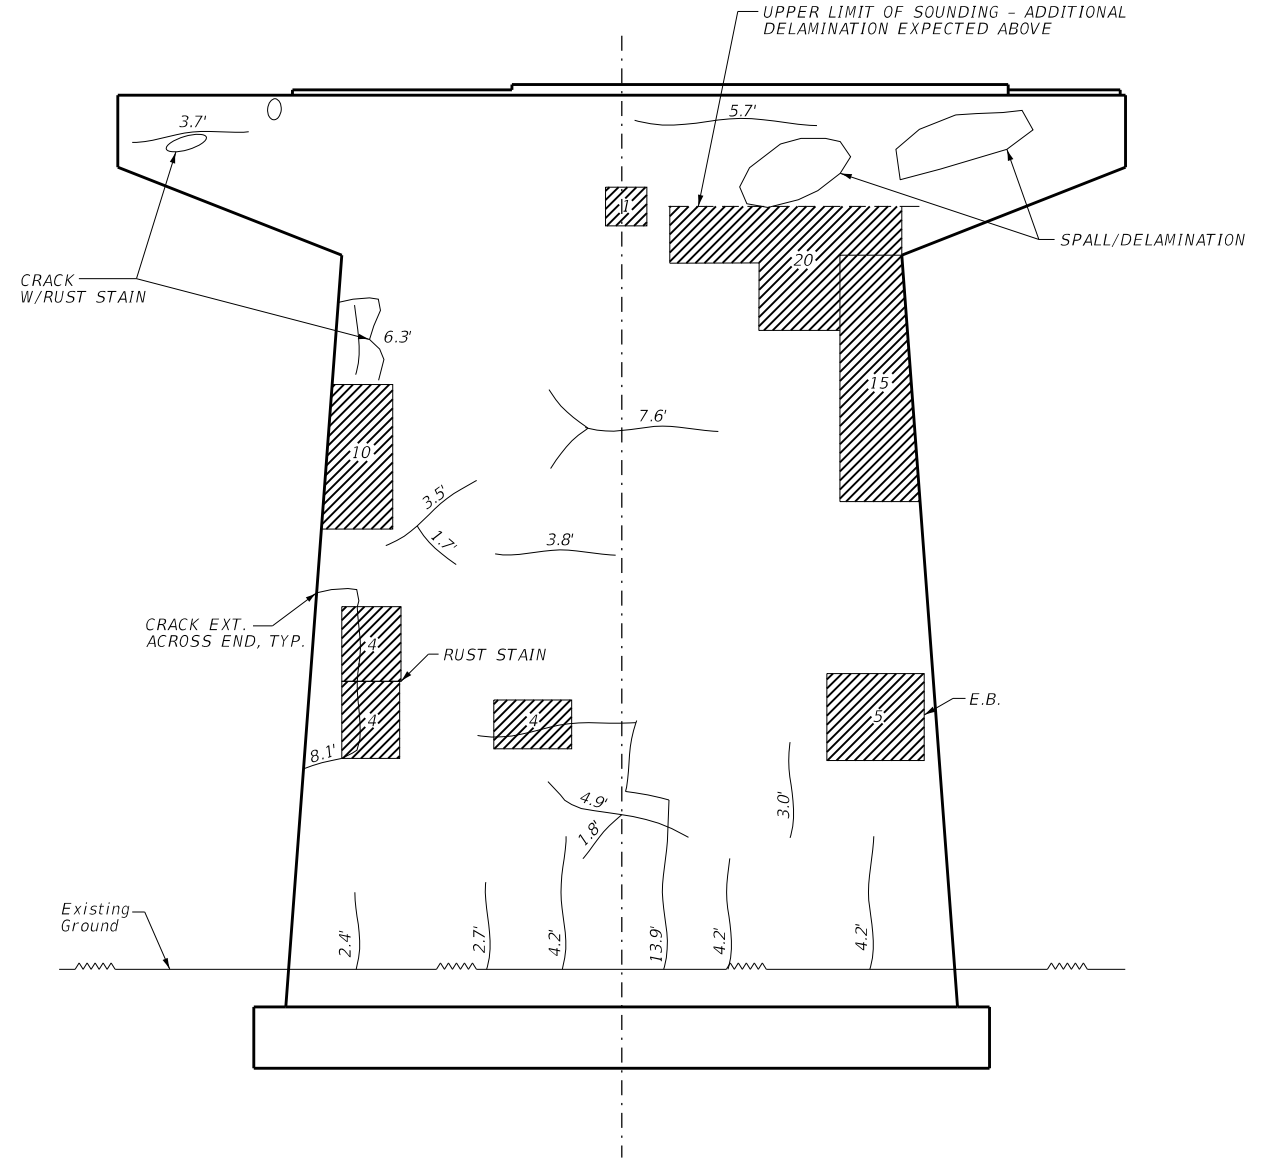 UPPER LIMIT OF SOUNDING - ADDITIONAL
DELAMINATION EXPECTED ABOVE
3.7'
5.7'
1
20
SPALL/DELAMINATION
CRACK
W/RUST STAIN
6.3'
15
7.6'
10
3.5'
1.7'
3.8'
CRACK EXT.
ACROSS END, TYP.
4
RUST STAIN
E.B.
4
4
5
8.1'
4.9'
1.8'
3.0'
Existing
Ground
2.4'
2.7'
4.2'
13.9'
4.2'
4.2'